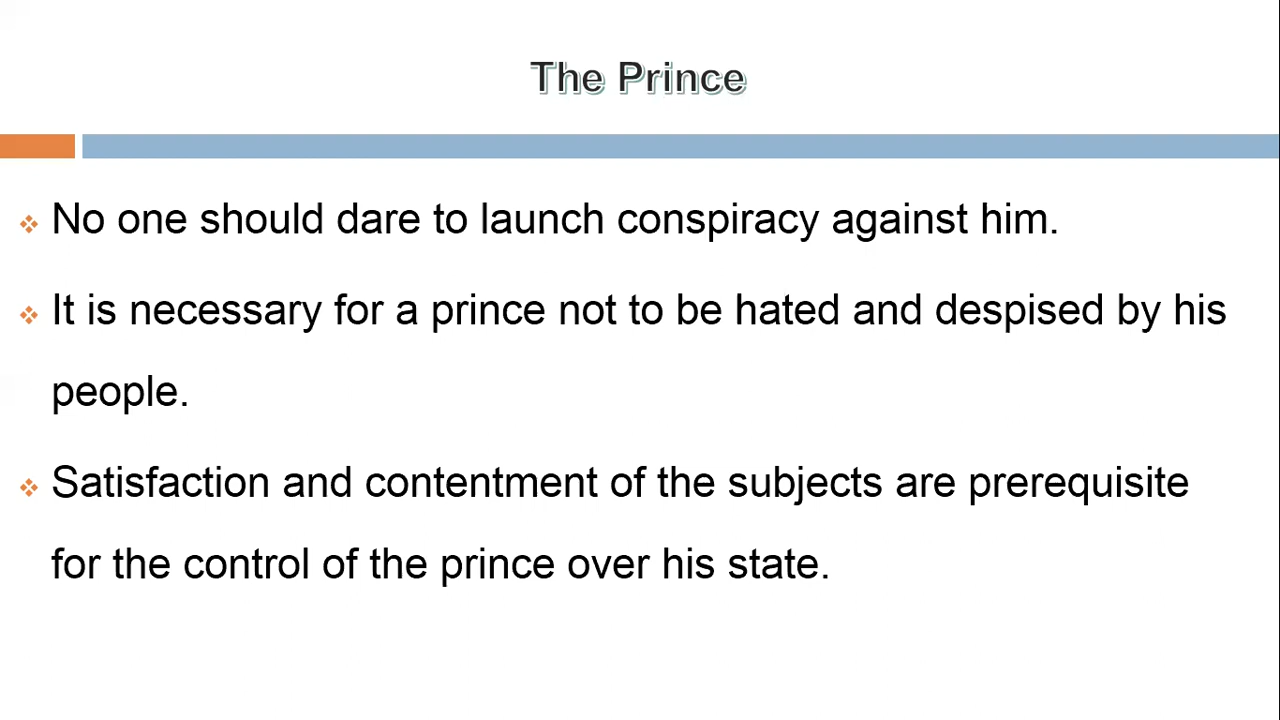 The Prince
No one should dare to launch conspiracy against him.
It is necessary for a prince not to be hated and despised by his
people.
Satisfaction and contentment of the subjects are prerequisite
for the control of the prince over his state.